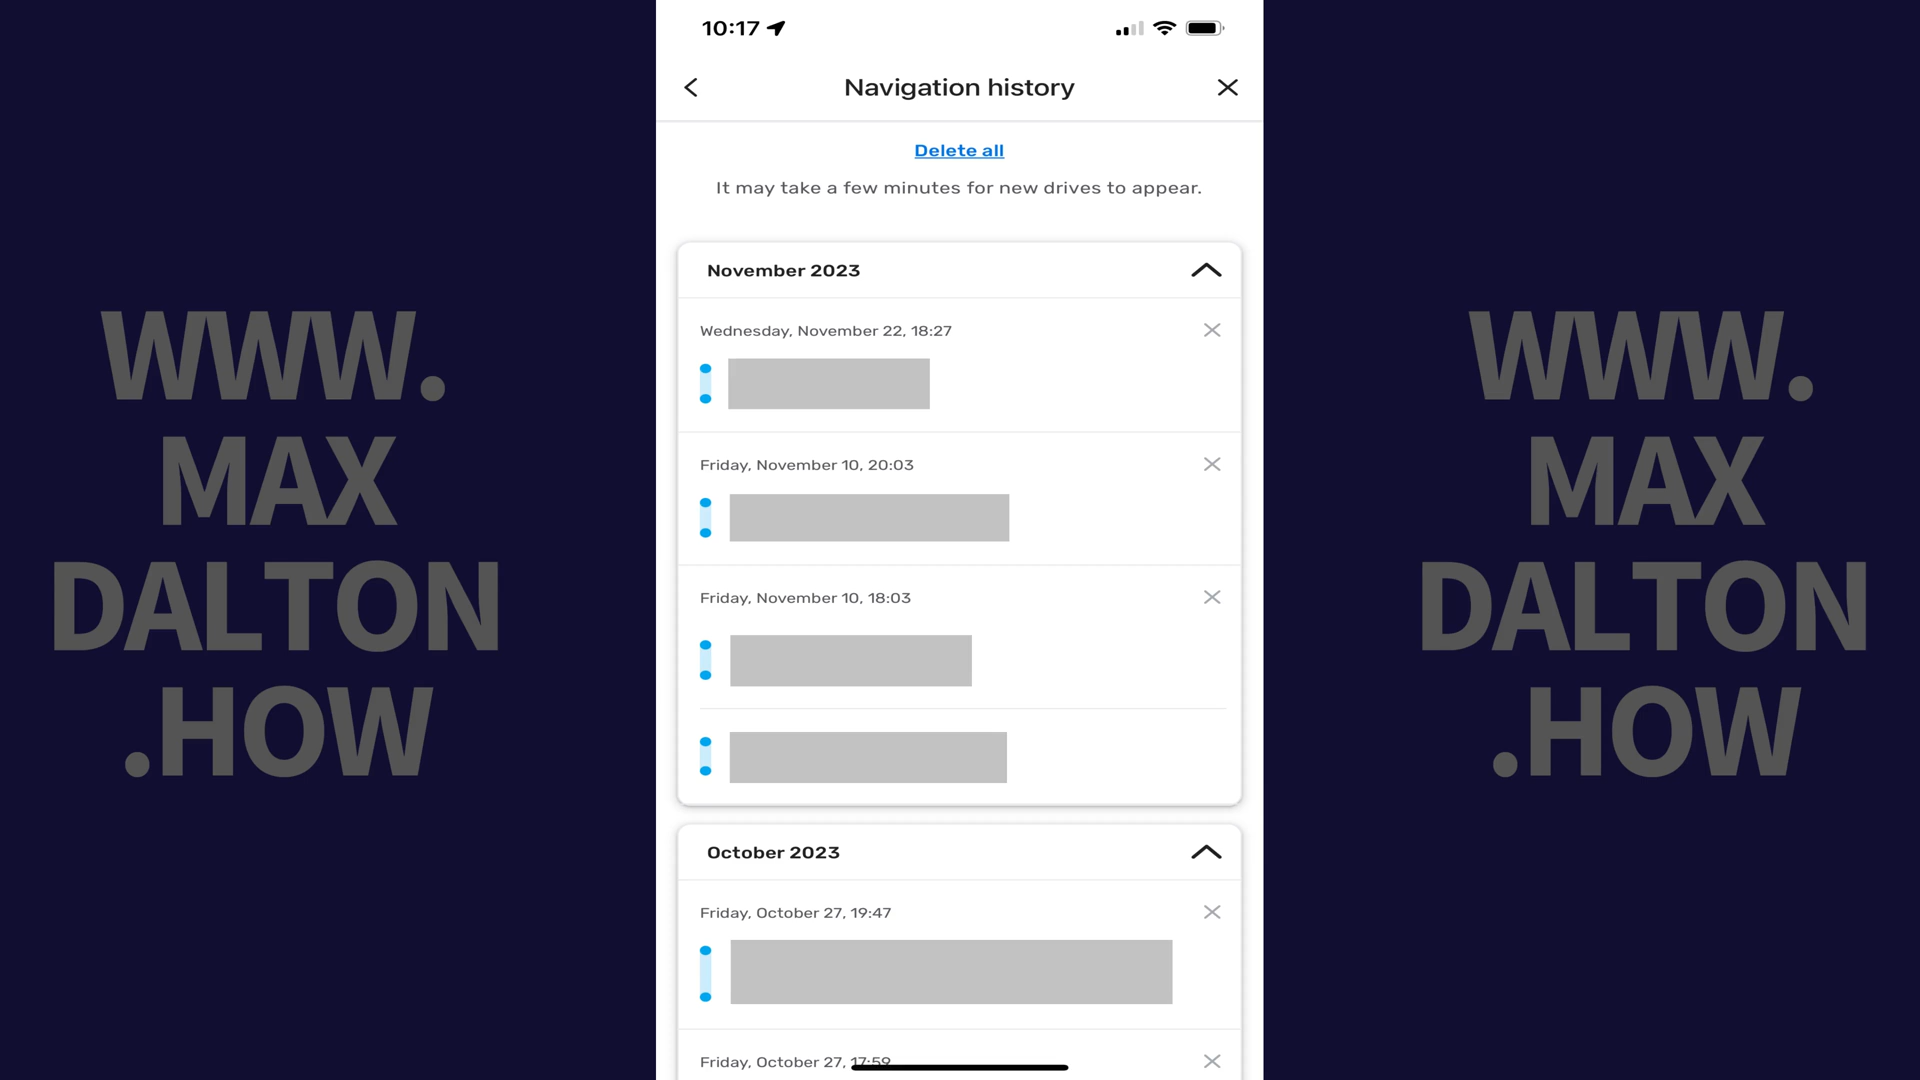 WWW.
MAX
DALTON
.HOW
10:17
Navigation history
Delete all
It may take a few minutes for new drives to appear.
November 2023
Wednesday, November 22, 18:27
Friday, November 10, 20:03
Friday, November 10, 18:03
October 2023
Friday, October 27, 19:47
Friday, October 27, 17:59
WWW.
MAX
DALTON
.HOW